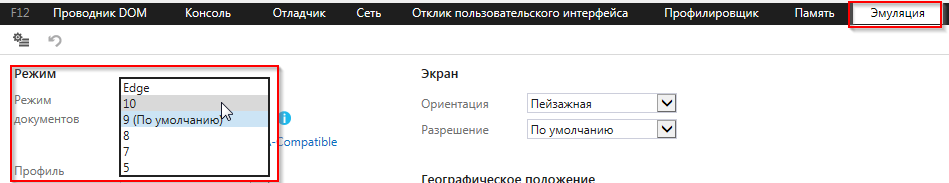 F12 Проводник DOM Консоль Отладчик Сеть Отклик пользовательского интерфейса Профилировщик Память Эмуляция
Режим
Режим
документов
Edge
10
9 (По умолчанию)
8
7
5
-Compatible
Профиль
Экран
Ориентация Пейзажная
Разрешение По умолчанию
Географическое положение